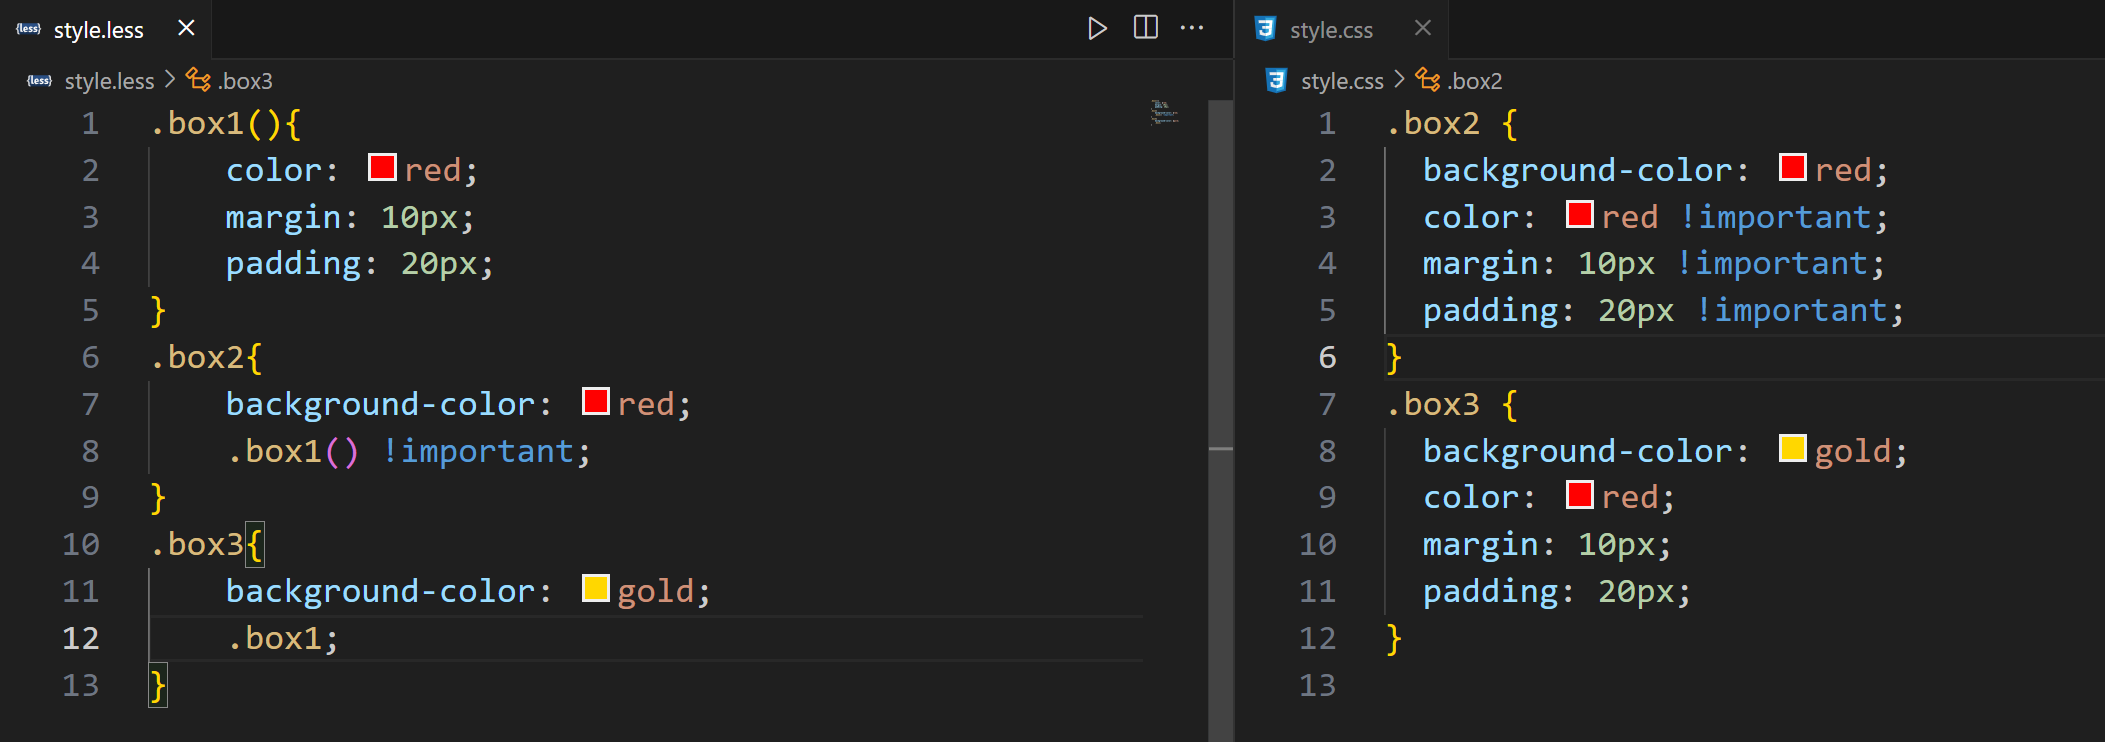 {less} style.less
style.less > .box3
1 .box1(){
2 color: red;
3 margin: 10px;
4 padding: 20px;
5 }
6 .box2{
7 background-color: red;
8 .box1() !important;
9 }
10 .box3{
11 background-color: gold;
12 .box1;
13 }
style.css
style.css > .box2
1 .box2 {
2 background-color: red;
3 color: red !important;
4 margin: 10px !important;
5 padding: 20px !important;
6 }
7 .box3 {
8 background-color: gold;
9 color: red;
10 margin: 10px;
11 padding: 20px;
12 }
13